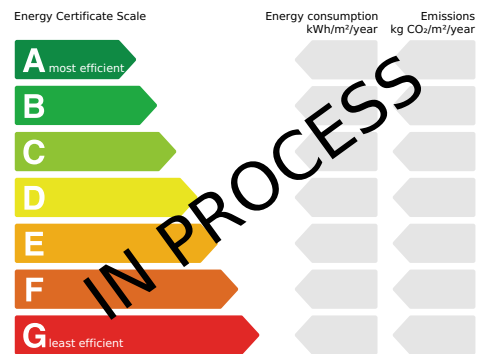 Energy Certificate Scale
Energy consumption
kWh/m²/year
Emissions
kg CO₂/m²/year
A most efficient
B
C
D
E
F
G least efficient
IN PROCESS